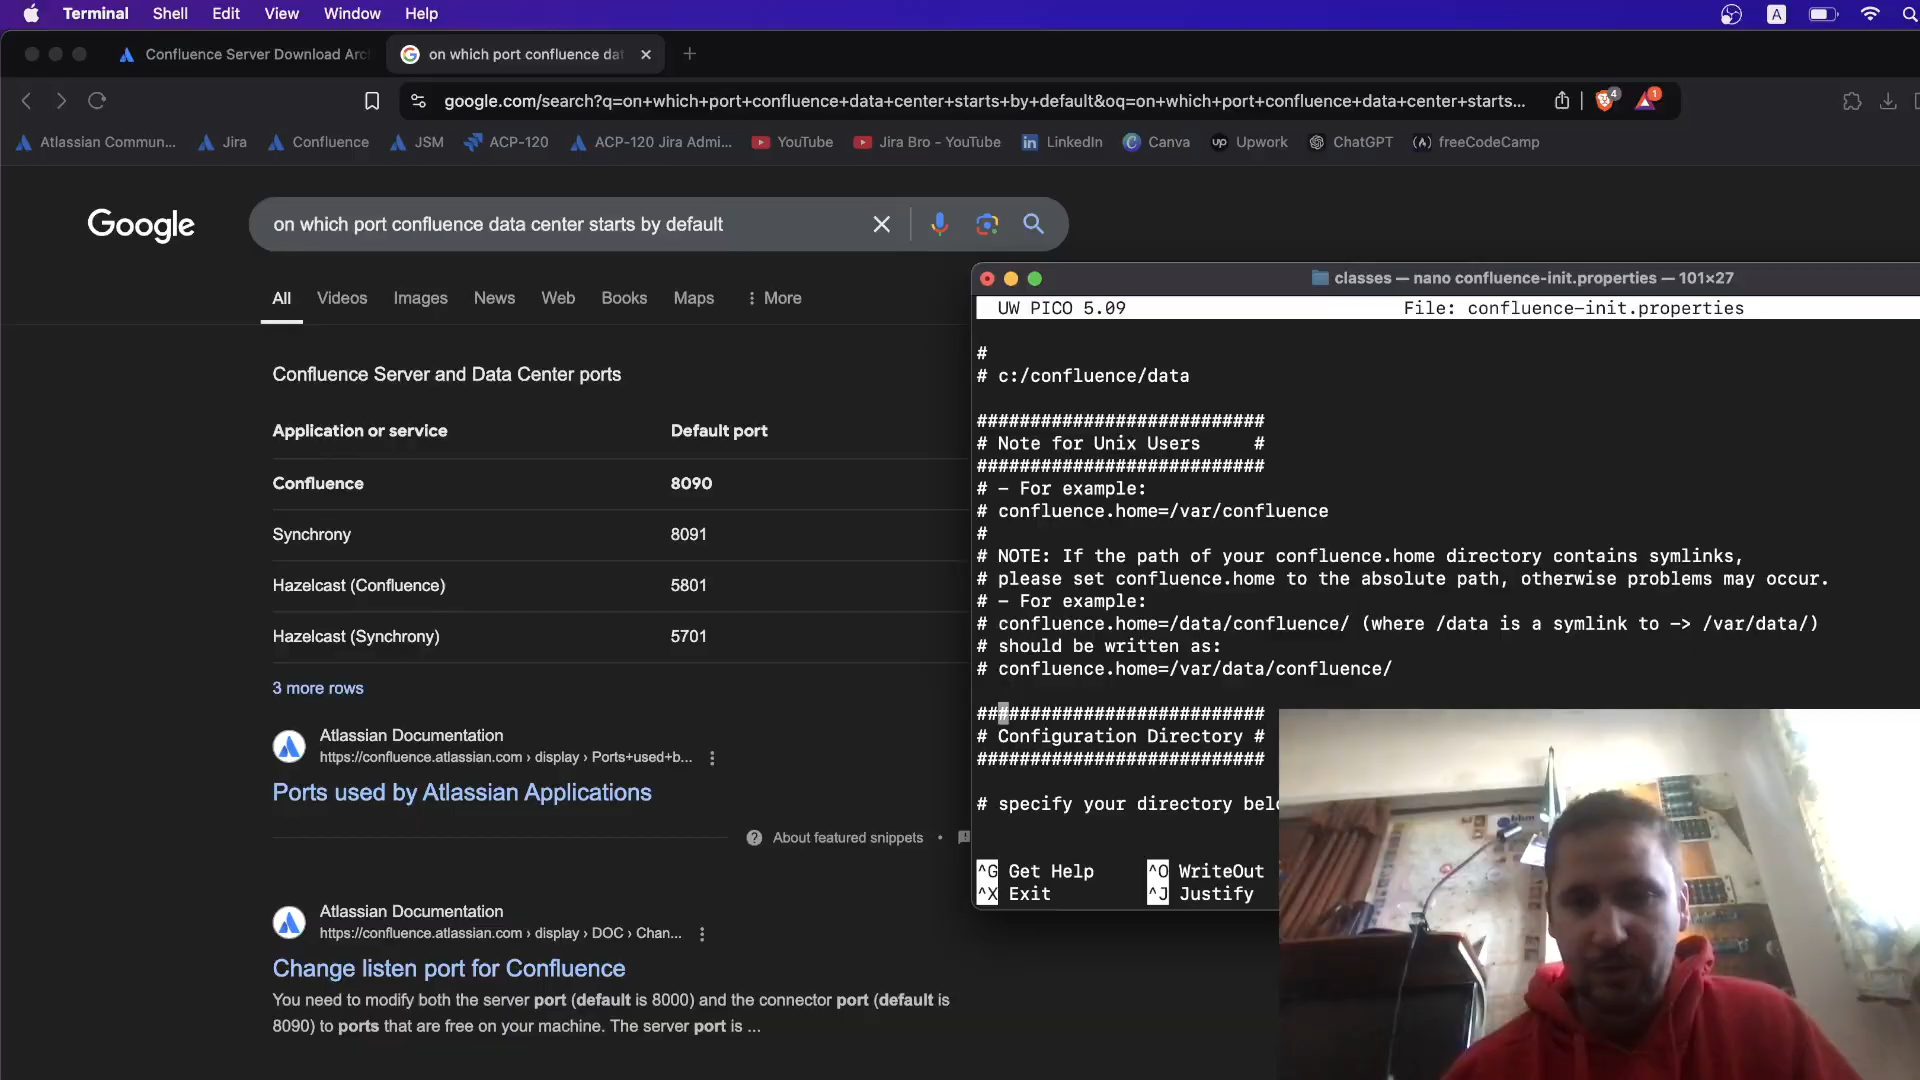 Terminal Shell Edit View Window Help
A
Confluence Server Download Arc
on which port confluence dat
google.com/search?q=on+which+port+confluence+data+center+starts+by+default&oq=on+which+port+confluence+data+center+starts...
4
1
Atlassian Commun... Jira Confluence JSM ACP-120 ACP-120 Jira Admi... YouTube Jira Bro - YouTube LinkedIn Canva Upwork ChatGPT freeCodeCamp
Google
on which port confluence data center starts by default
All Videos Images News Web Books Maps More
Confluence Server and Data Center ports
Application or service Default port
Confluence 8090
Synchrony 8091
Hazelcast (Confluence) 5801
Hazelcast (Synchrony) 5701
3 more rows
Atlassian Documentation
https://confluence.atlassian.com › display › Ports+used+b...
Ports used by Atlassian Applications
About featured snippets •
Atlassian Documentation
https://confluence.atlassian.com › display › DOC › Chan...
Change listen port for Confluence
You need to modify both the server port (default is 8000) and the connector port (default is
8090) to ports that are free on your machine. The server port is ...
classes — nano confluence-init.properties — 101×27
UW PICO 5.09 File: confluence-init.properties
#
# c:/confluence/data
###########################
# Note for Unix Users     #
###########################
# - For example:
# confluence.home=/var/confluence
#
# NOTE: If the path of your confluence.home directory contains symlinks,
# please set confluence.home to the absolute path, otherwise problems may occur.
# - For example:
# confluence.home=/data/confluence/ (where /data is a symlink to -> /var/data/)
# should be written as:
# confluence.home=/var/data/confluence/
###########################
# Configuration Directory #
###########################
# specify your directory belo
^G Get Help ^O WriteOut
^X Exit ^J Justify